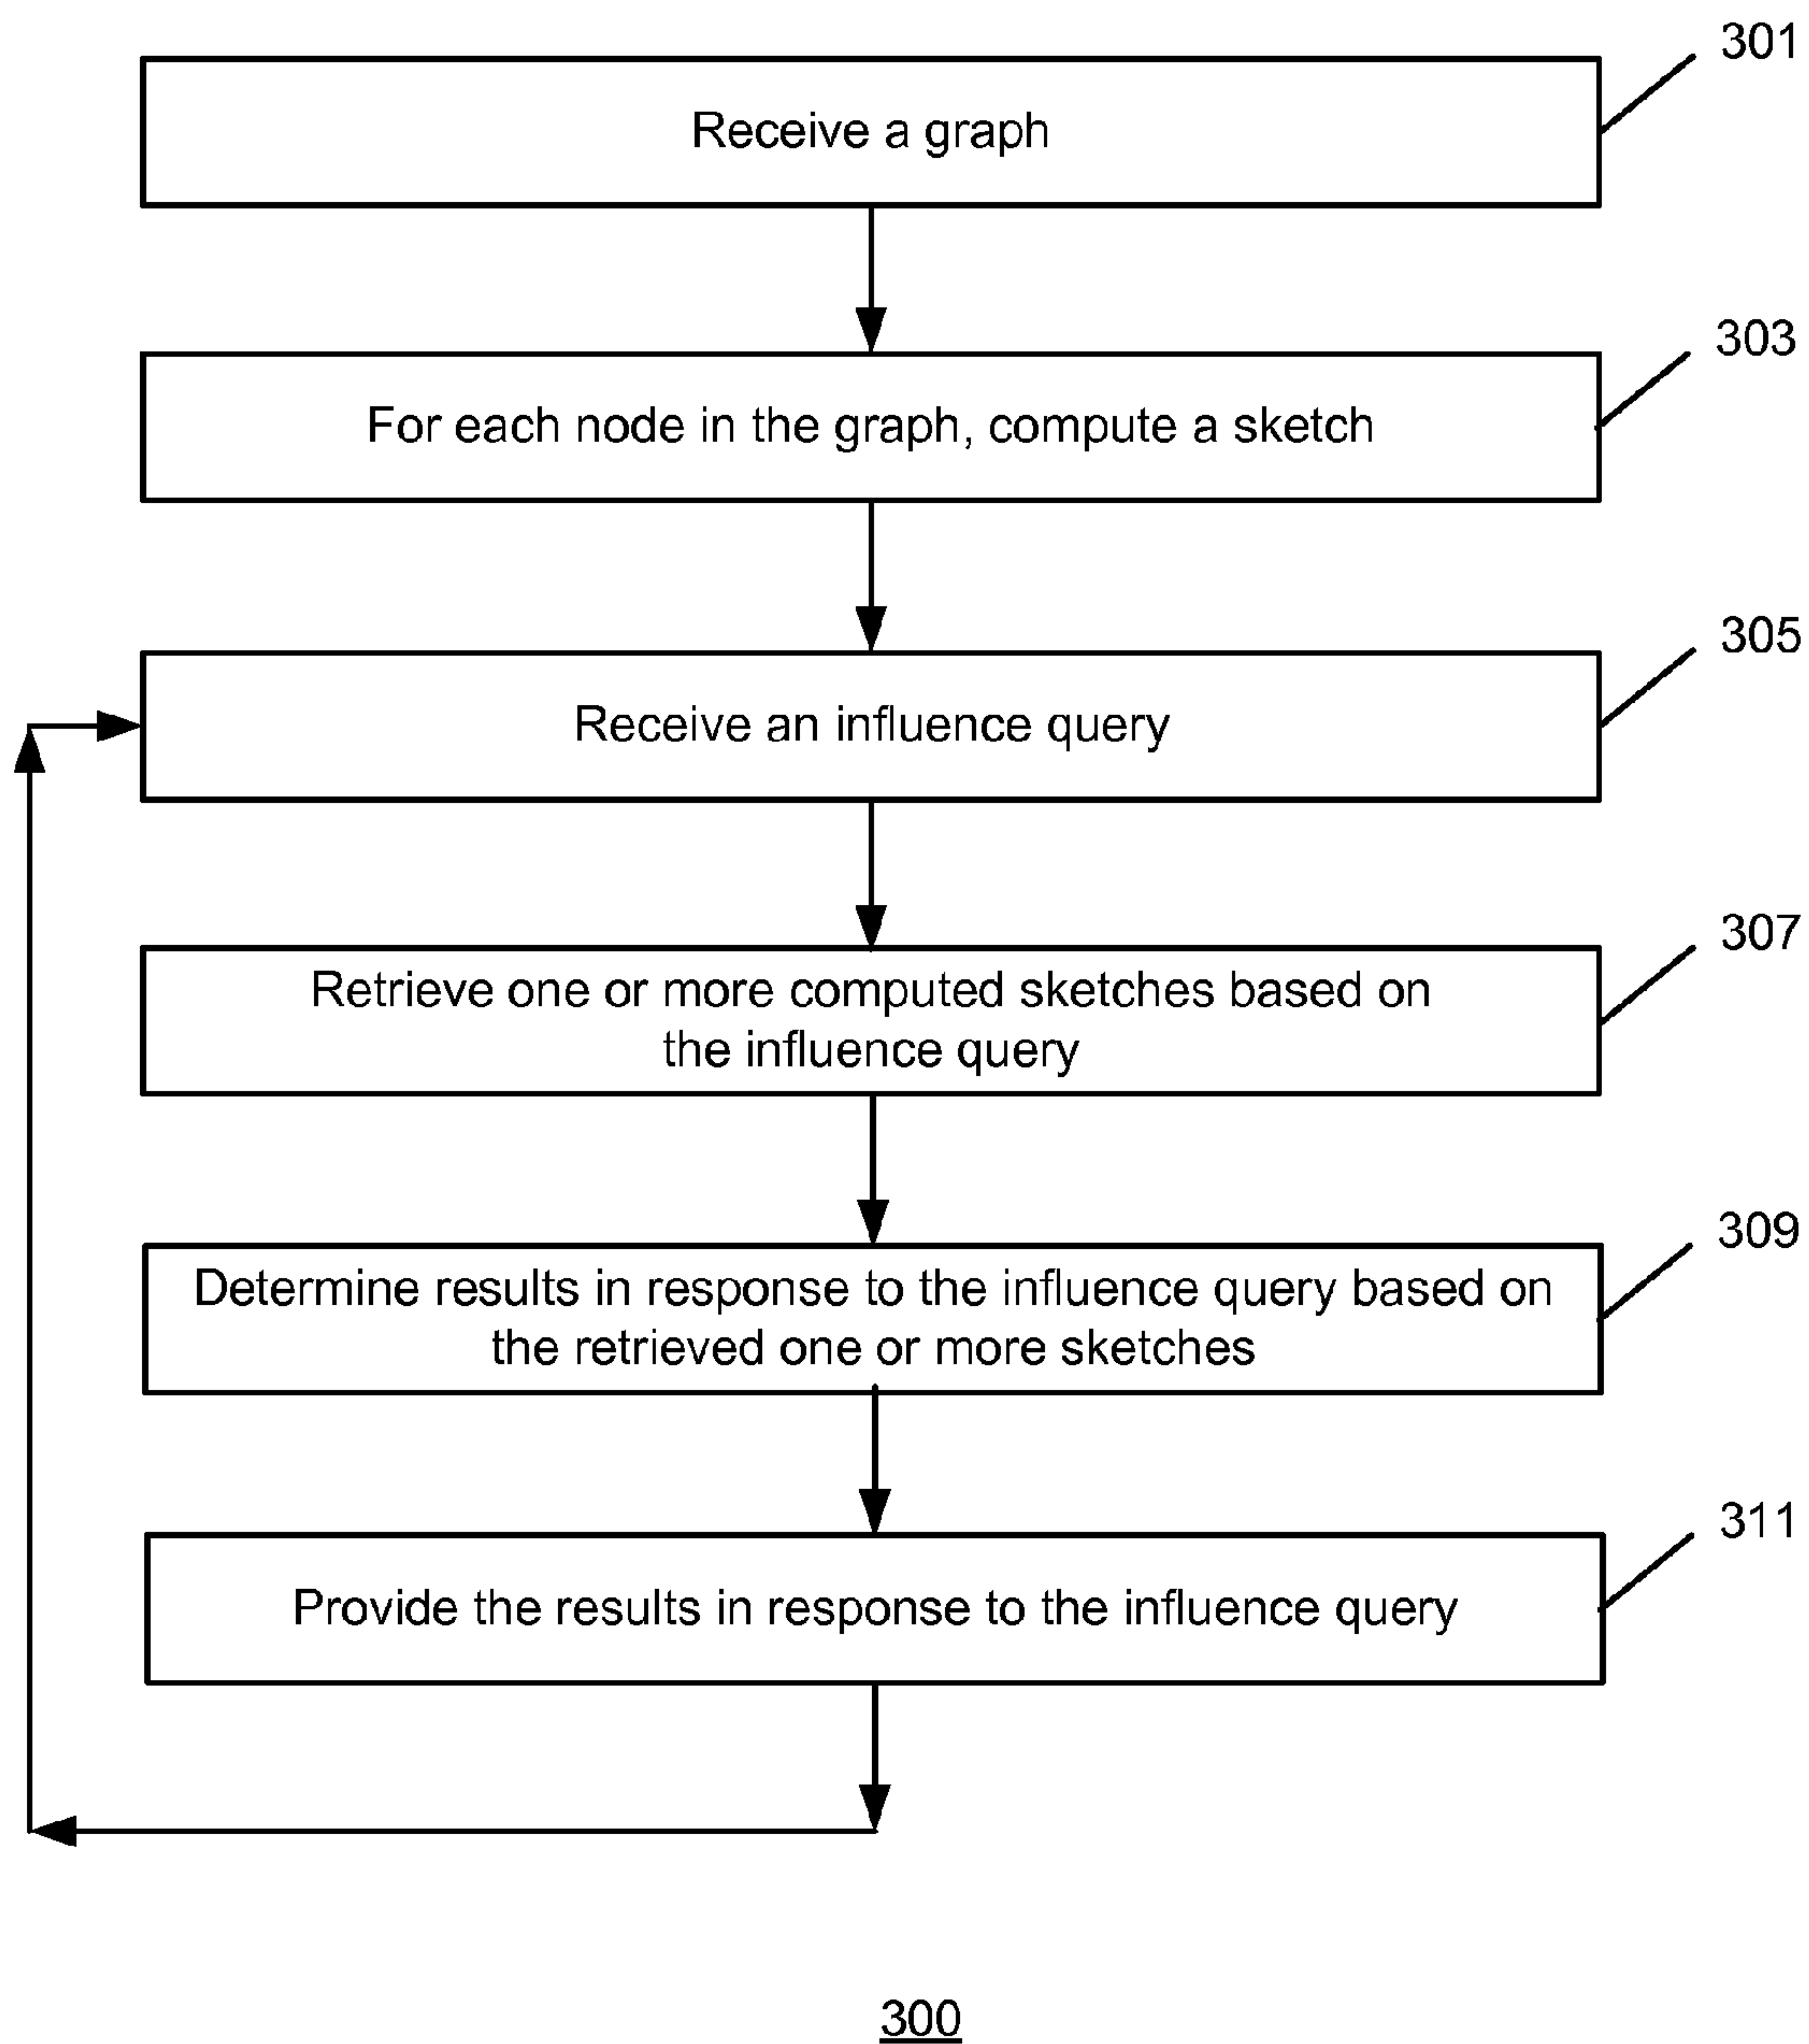 301
Receive a graph
303
For each node in the graph, compute a sketch
305
Receive an influence query
307
Retrieve one or more computed sketches based on
the influence query
309
Determine results in response to the influence query based on
the retrieved one or more sketches
311
Provide the results in response to the influence query
300